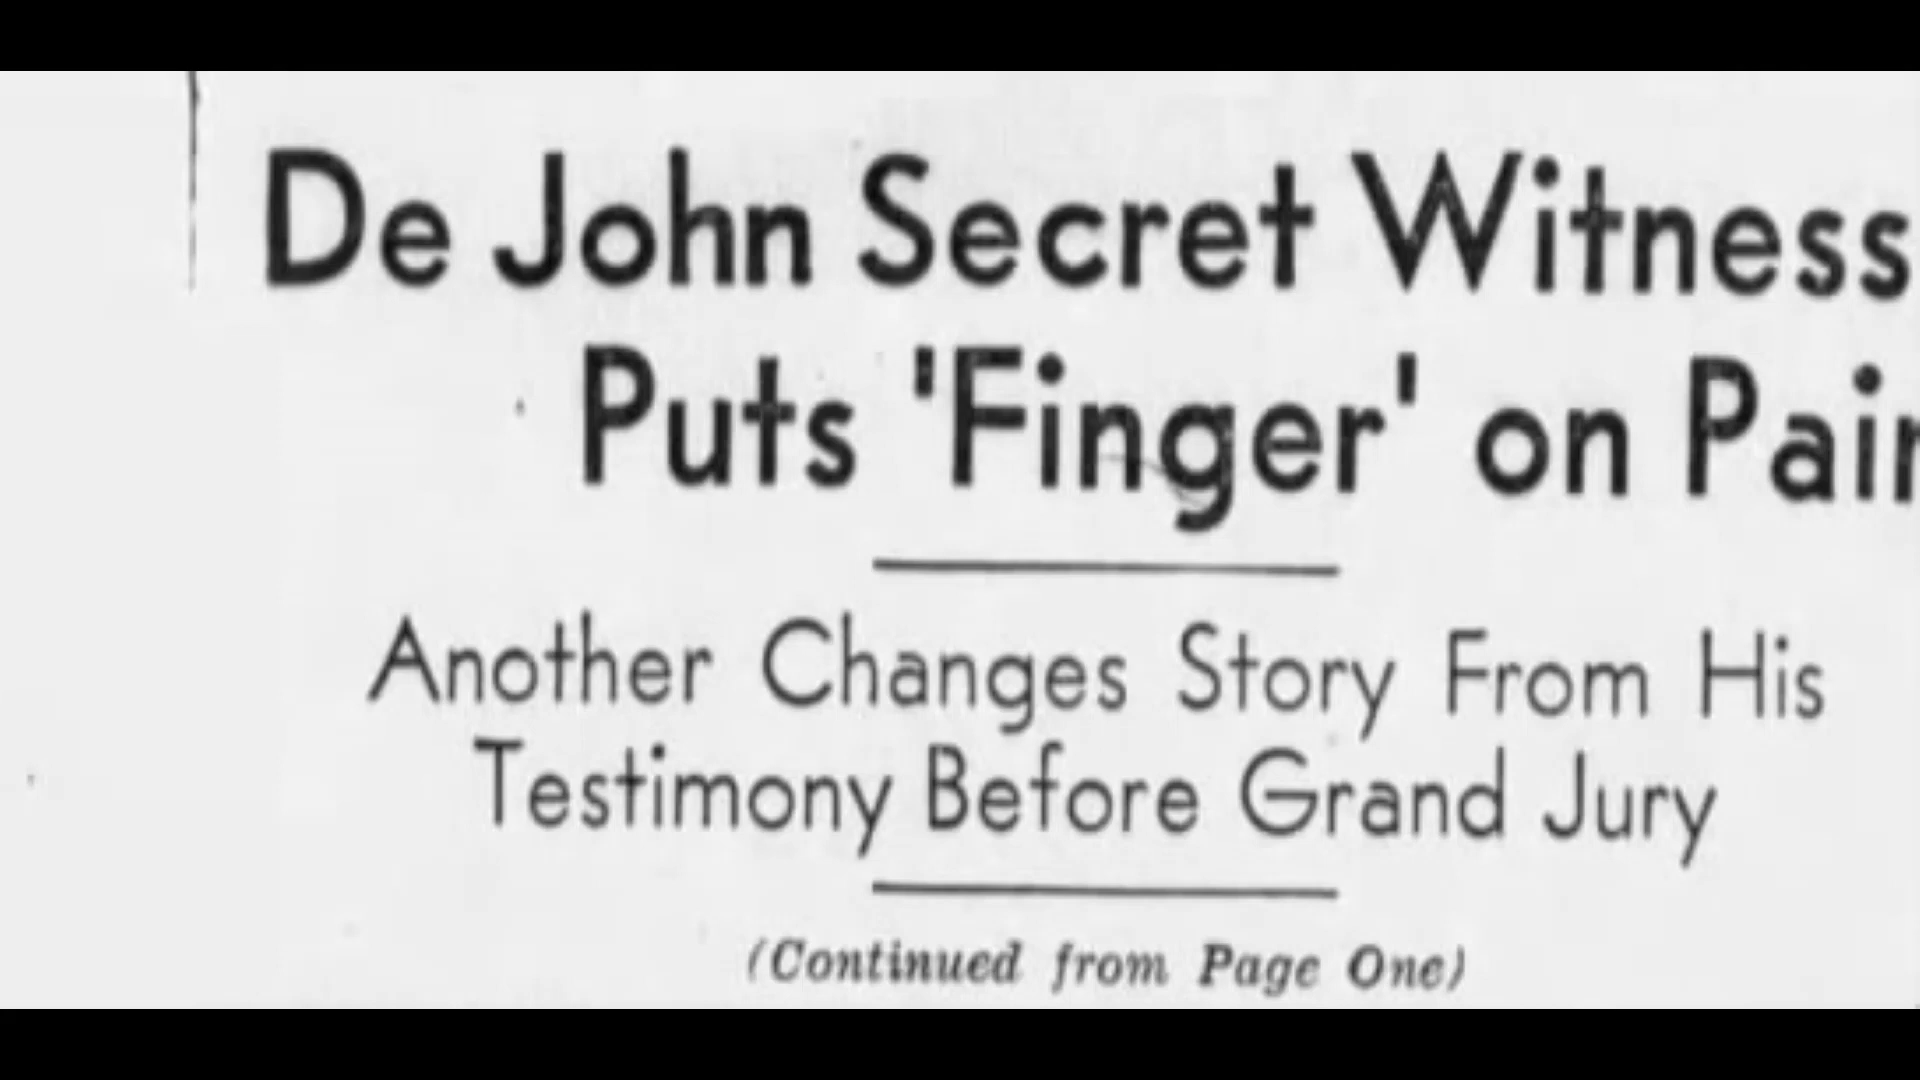 De John Secret Witness
Puts 'Finger' on Pair
Another Changes Story From His
Testimony Before Grand Jury
(Continued from Page One)